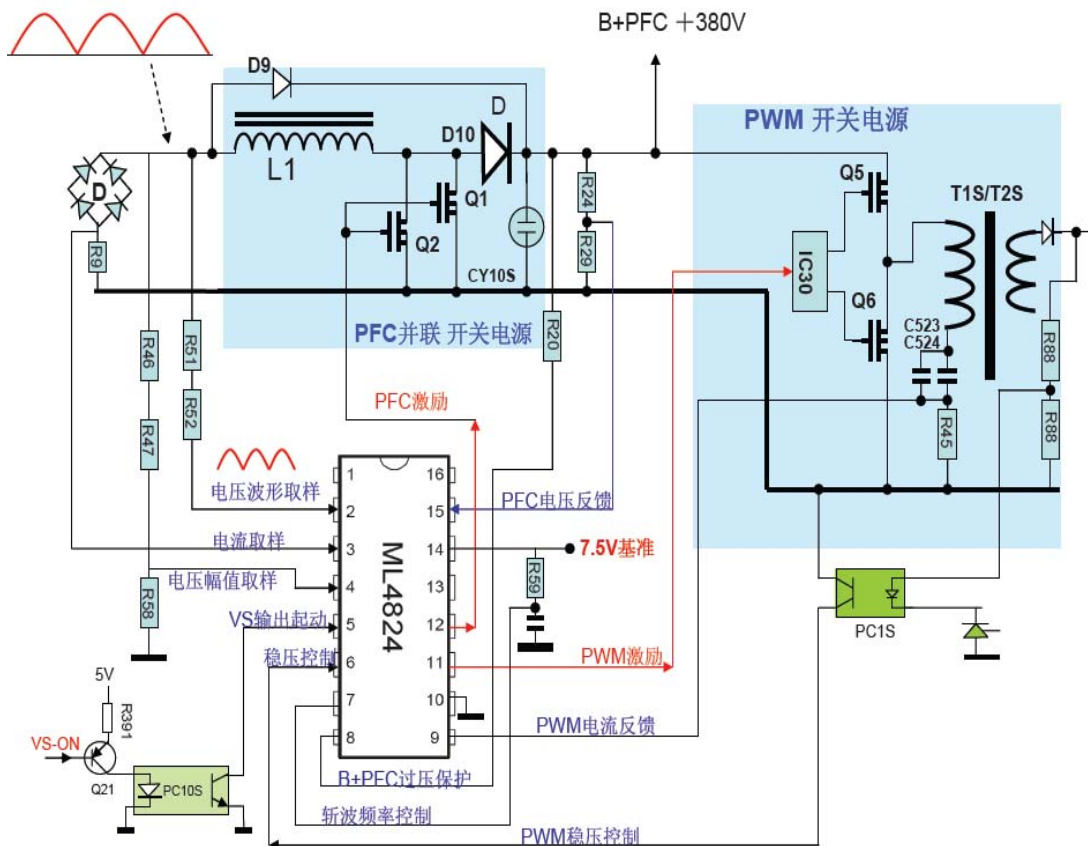 B+PFC +380V
D9
D
D10
L1
Q1
Q2
CY10S
PFC并联 开关电源
D
R9
R24
R29
R20
PWM 开关电源
Q5
T1S/T2S
IC30
Q6
C523
C524
R88
R88
R45
R46
R47
R51
R52
R58
PFC激励
电压波形取样
电流取样
电压幅值取样
VS输出起动
稳压控制
ML4824
1
2
3
4
5
6
7
8
16
15
14
13
12
11
10
9
PFC电压反馈
7.5V基准
R59
PWM激励
PWM电流反馈
PC1S
5V
R391
VS-ON
Q21
PC10S
B+PFC过压保护
斩波频率控制
PWM稳压控制